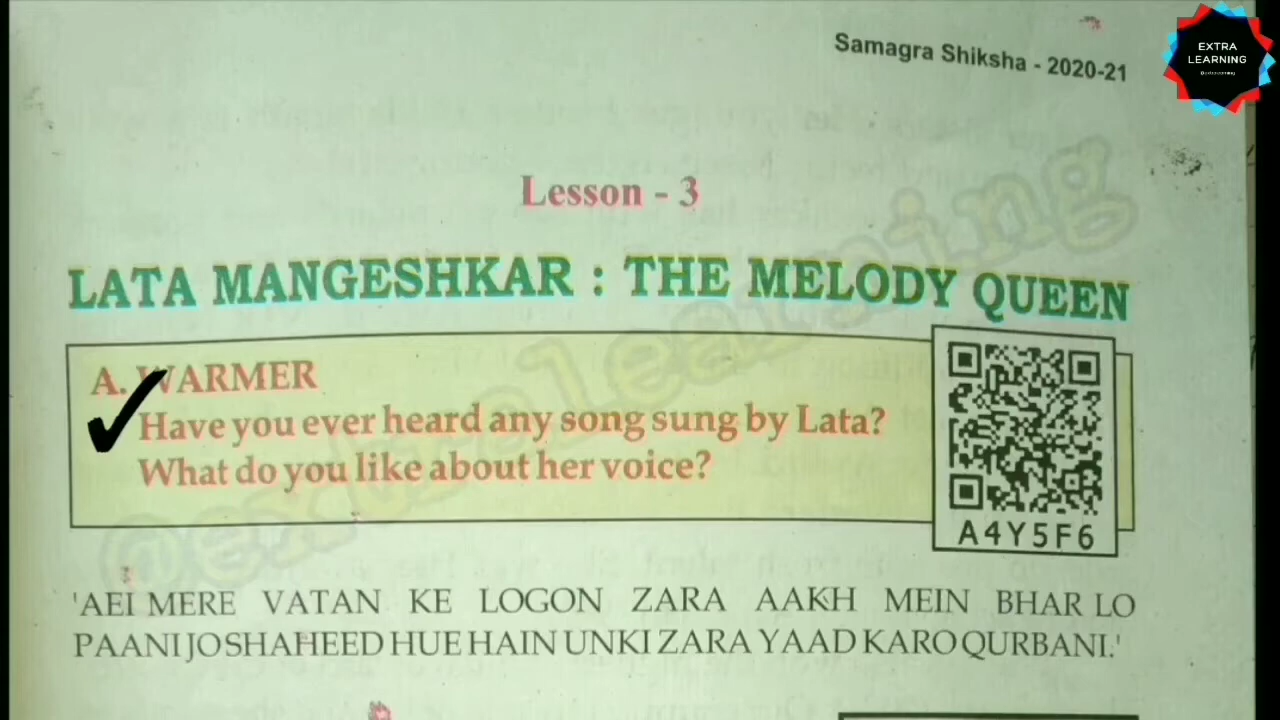 EXTRA
LEARNING
Samagra Shiksha - 2020-21
Lesson - 3
LATA MANGESHKAR : THE MELODY QUEEN
A. WARMER
Have you ever heard any song sung by Lata?
What do you like about her voice?
A4Y5F6
@extralearning
'AEI MERE VATAN KE LOGON ZARA AAKH MEIN BHAR LO
PAANI JO SHAHEED HUE HAIN UNKI ZARA YAAD KARO QURBANI.'